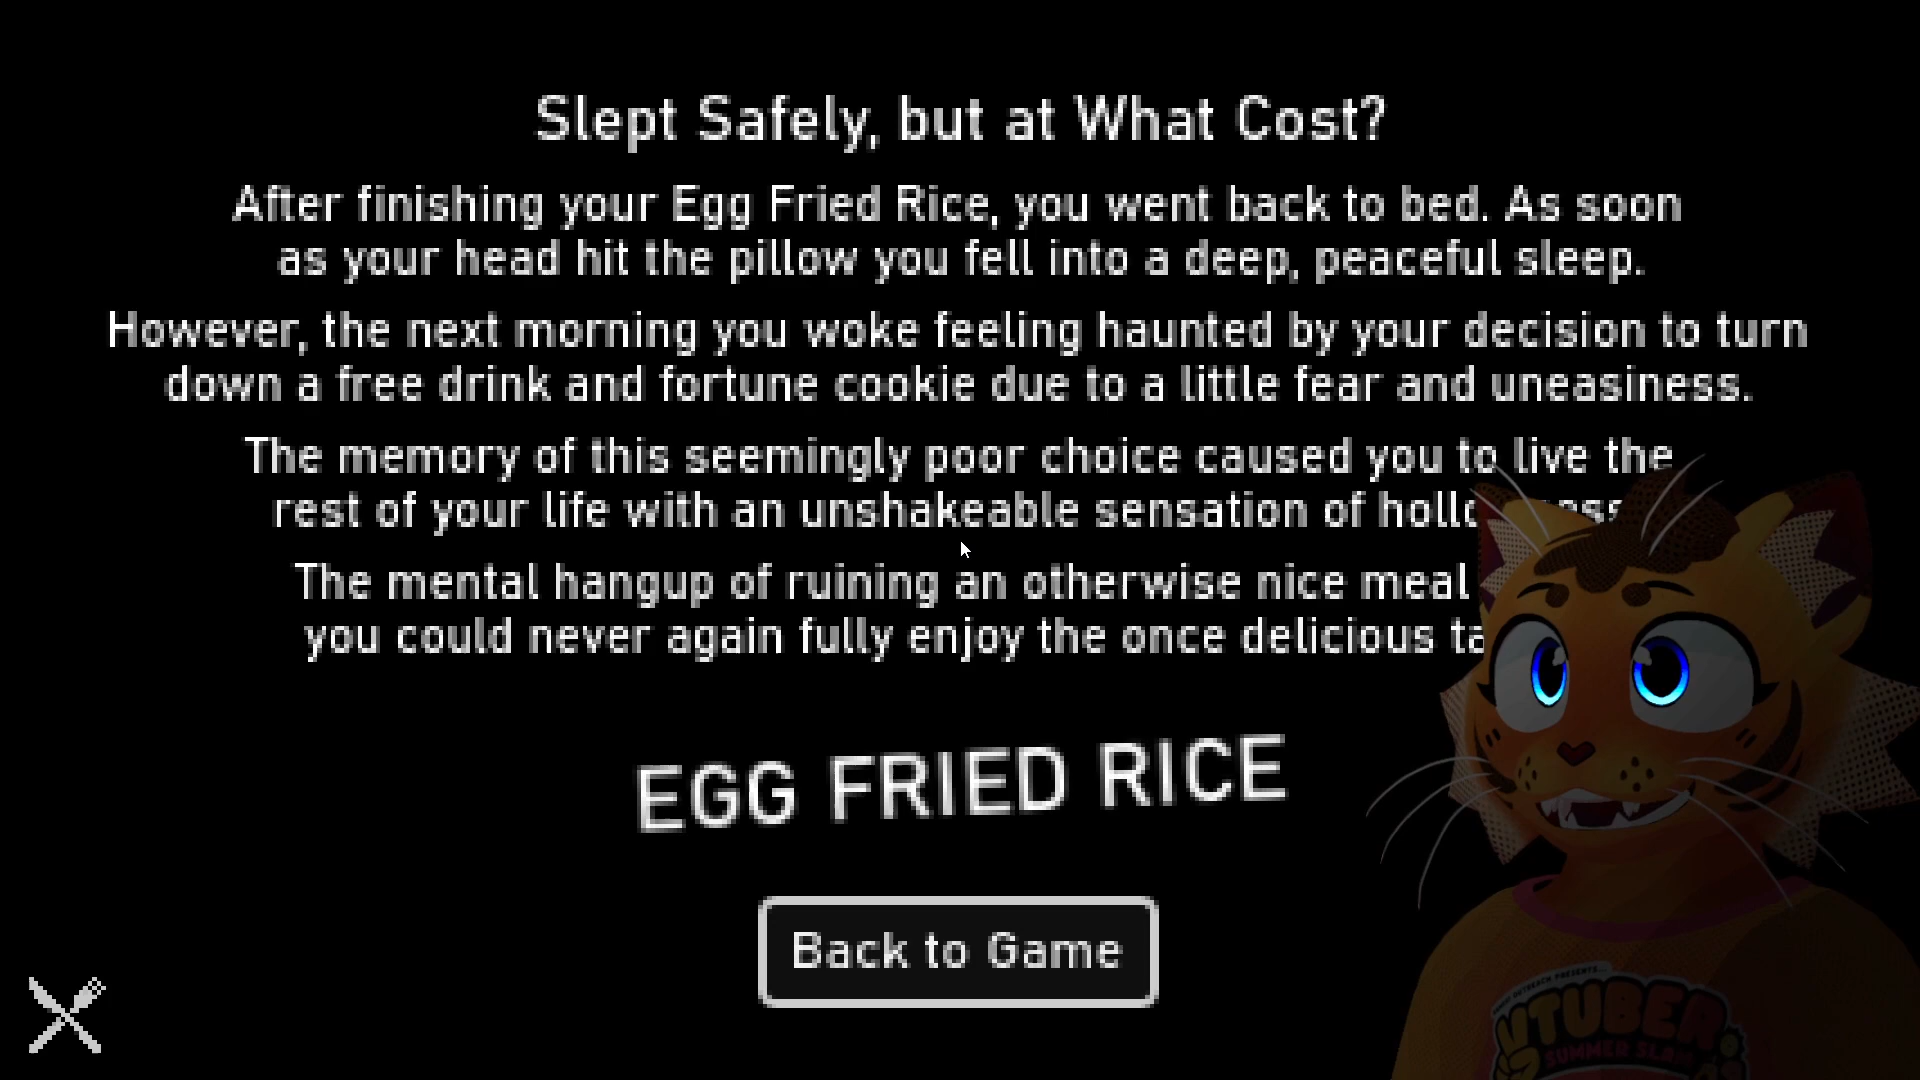 Slept Safely, but at What Cost?
After finishing your Egg Fried Rice, you went back to bed. As soon
as your head hit the pillow you fell into a deep, peaceful sleep.
However, the next morning you woke feeling haunted by your decision to turn
down a free drink and fortune cookie due to a little fear and uneasiness.
The memory of this seemingly poor choice caused you to live the
rest of your life with an unshakeable sensation of
The mental hangup of ruining an otherwise nice meal
you could never again fully enjoy the once delicious
EGG FRIED RICE
Back to Game
PRESENTS...
VTUBER
SUMMER SLAM